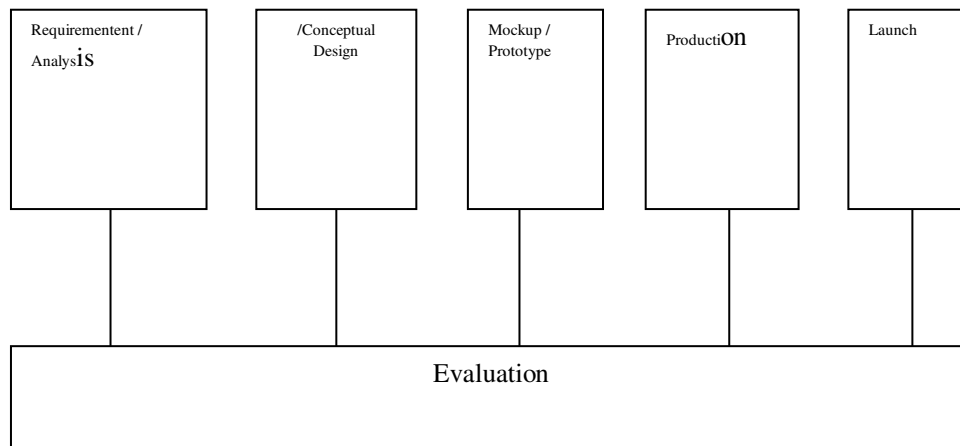 Requirementent /
Analysis
/Conceptual
Design
Mockup /
Prototype
Production
Launch
Evaluation